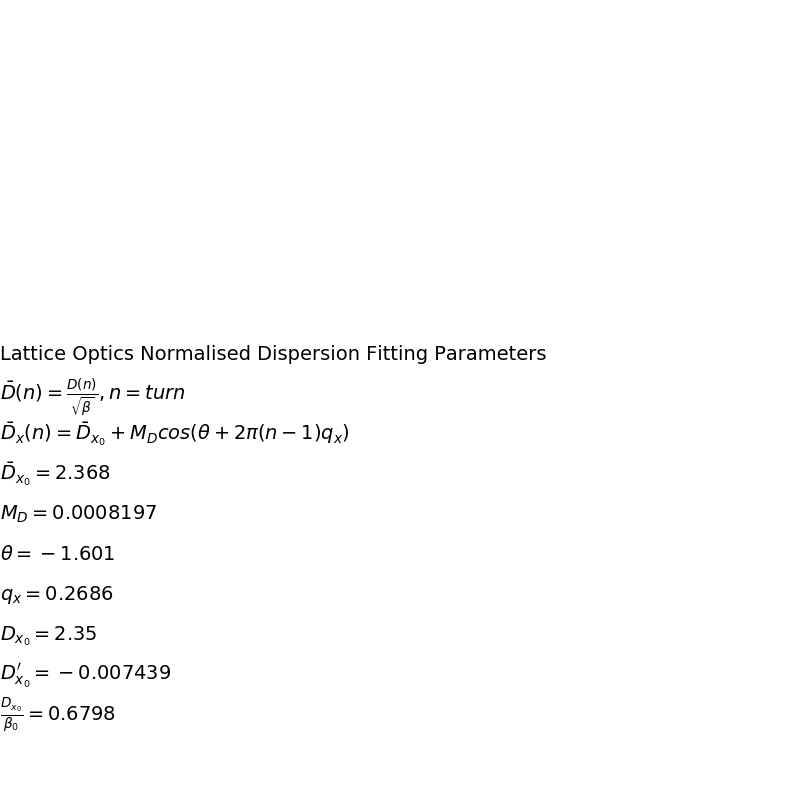 Lattice Optics Normalised Dispersion Fitting Parameters
$\bar{D}(n) = \frac{D(n)}{\sqrt{\beta}}, n = turn$
$\bar{D}_x(n) = \bar{D}_{x_0} + M_D cos(\theta + 2\pi(n-1)q_x)$
$\bar{D}_{x_0} = 2.368$
$M_D = 0.0008197$
$\theta = -1.601$
$q_x = 0.2686$
$D_{x_0} = 2.35$
$D'_{x_0} = -0.007439$
$\frac{D_{x_0}}{\beta_0} = 0.6798$